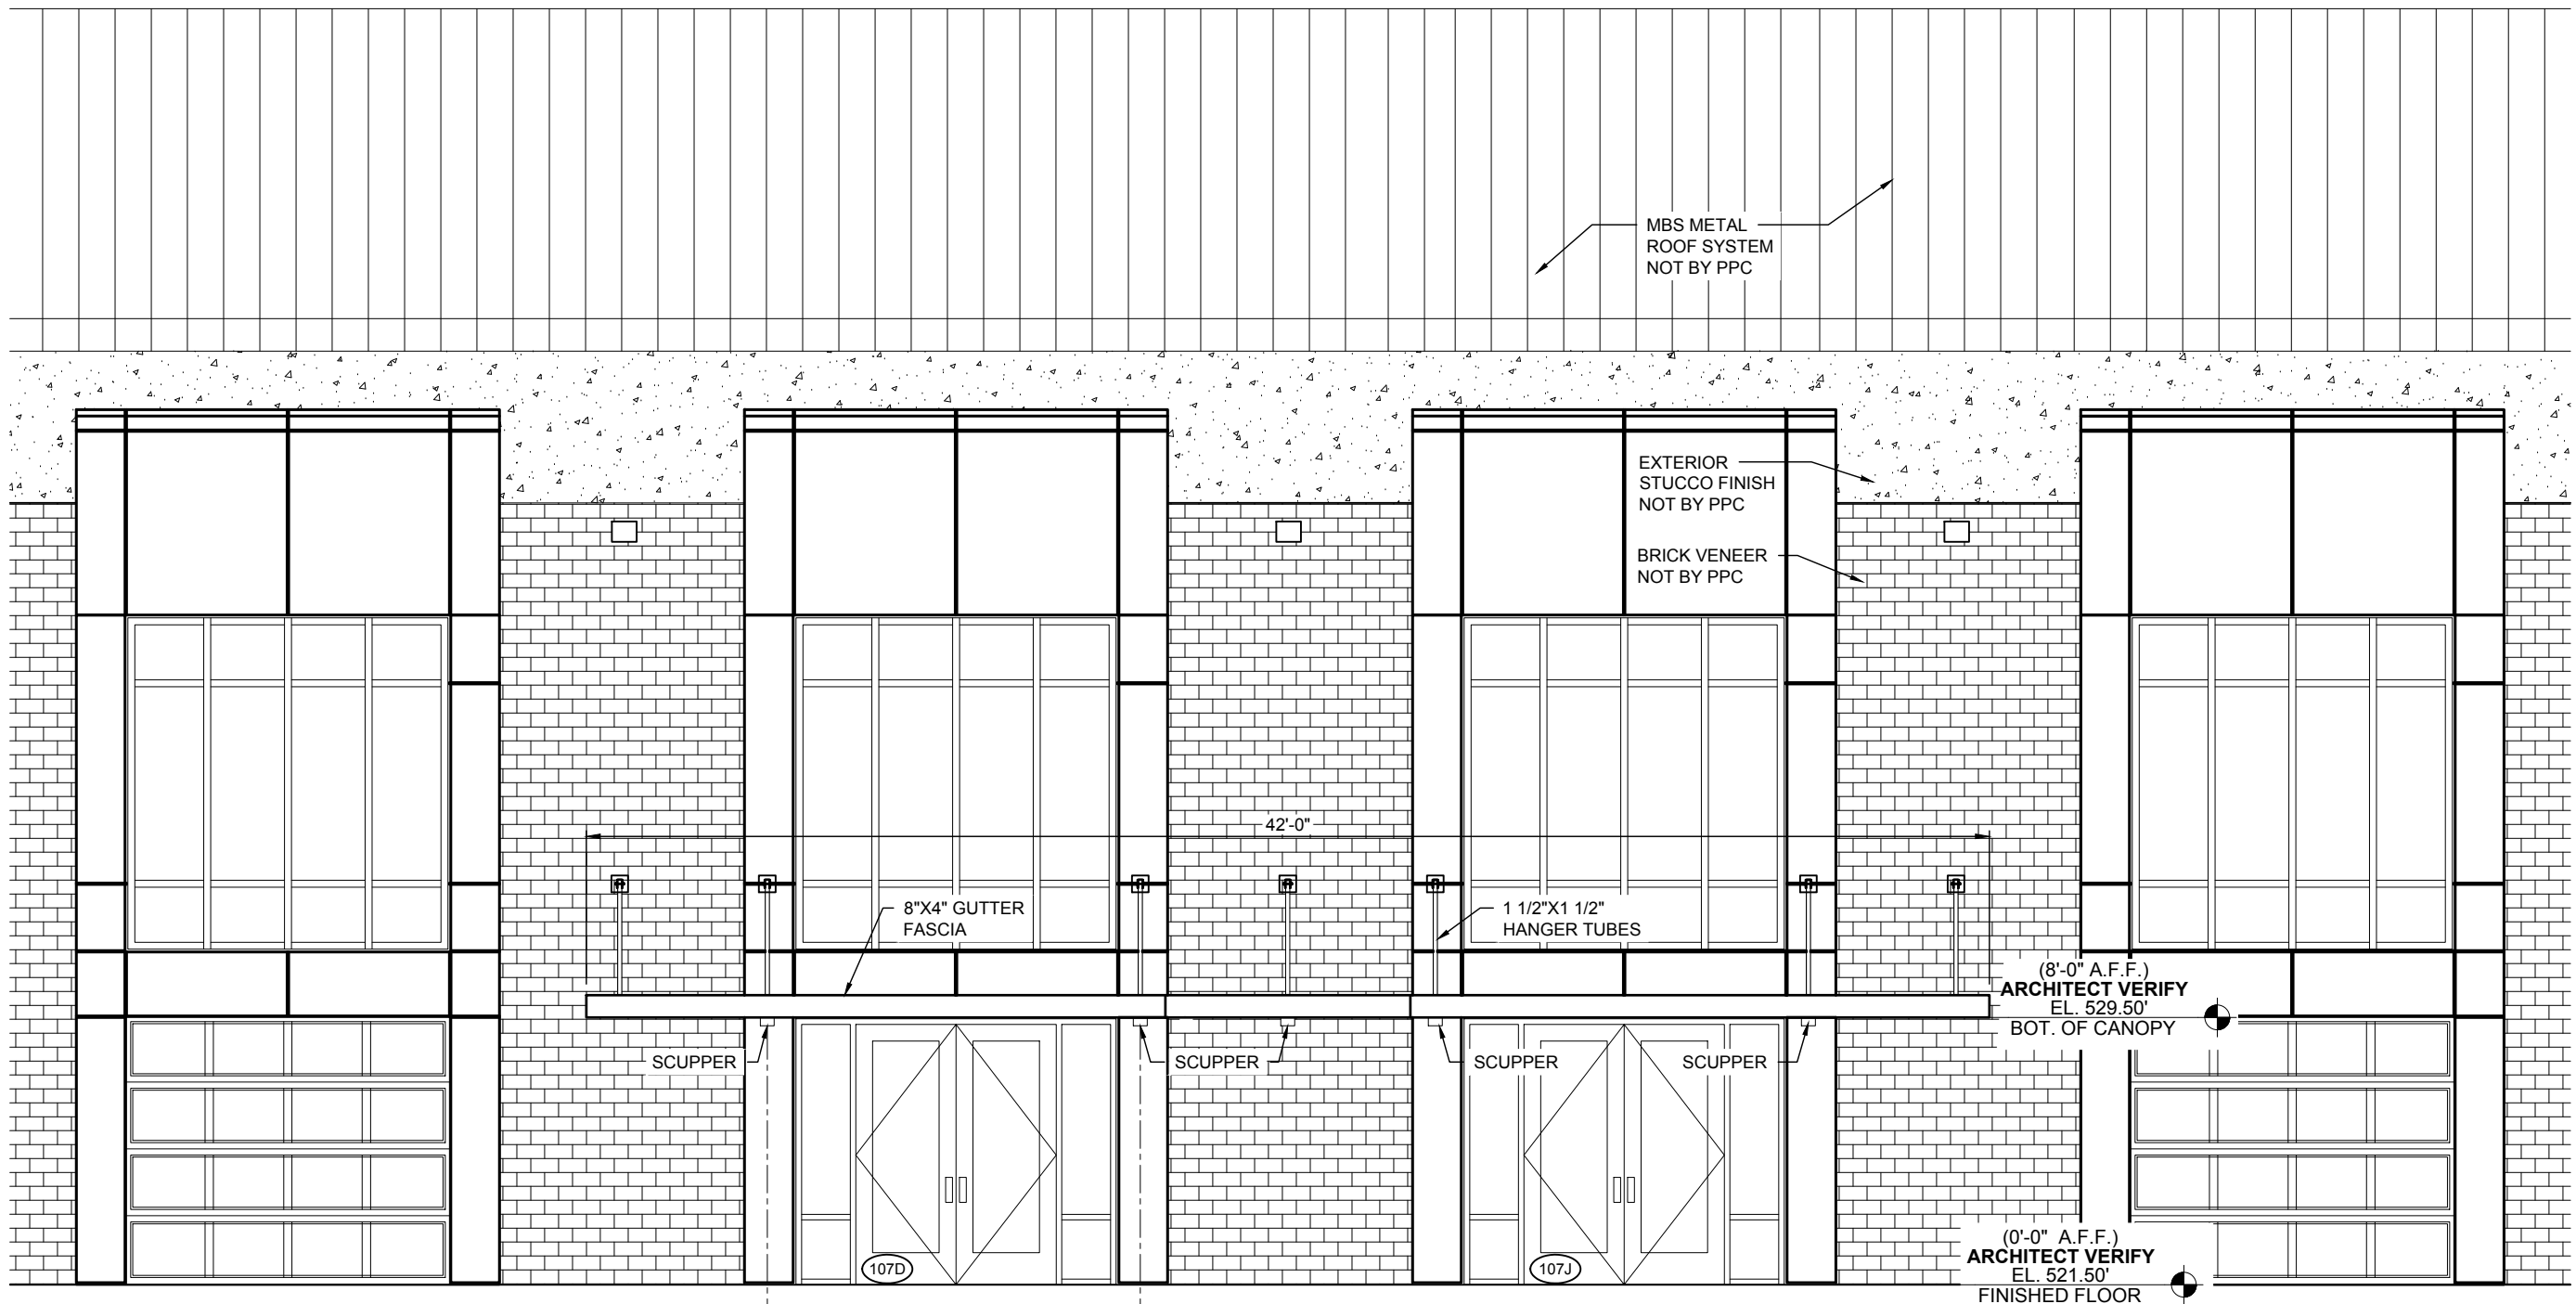 MBS METAL
ROOF SYSTEM
NOT BY PPC
EXTERIOR
STUCCO FINISH
NOT BY PPC
BRICK VENEER
NOT BY PPC
42'-0"
8"X4" GUTTER
FASCIA
1 1/2"X1 1/2"
HANGER TUBES
(8'-0" A.F.F.)
ARCHITECT VERIFY
EL. 529.50'
BOT. OF CANOPY
SCUPPER
SCUPPER
SCUPPER
SCUPPER
107D
107J
(0'-0" A.F.F.)
ARCHITECT VERIFY
EL. 521.50'
FINISHED FLOOR